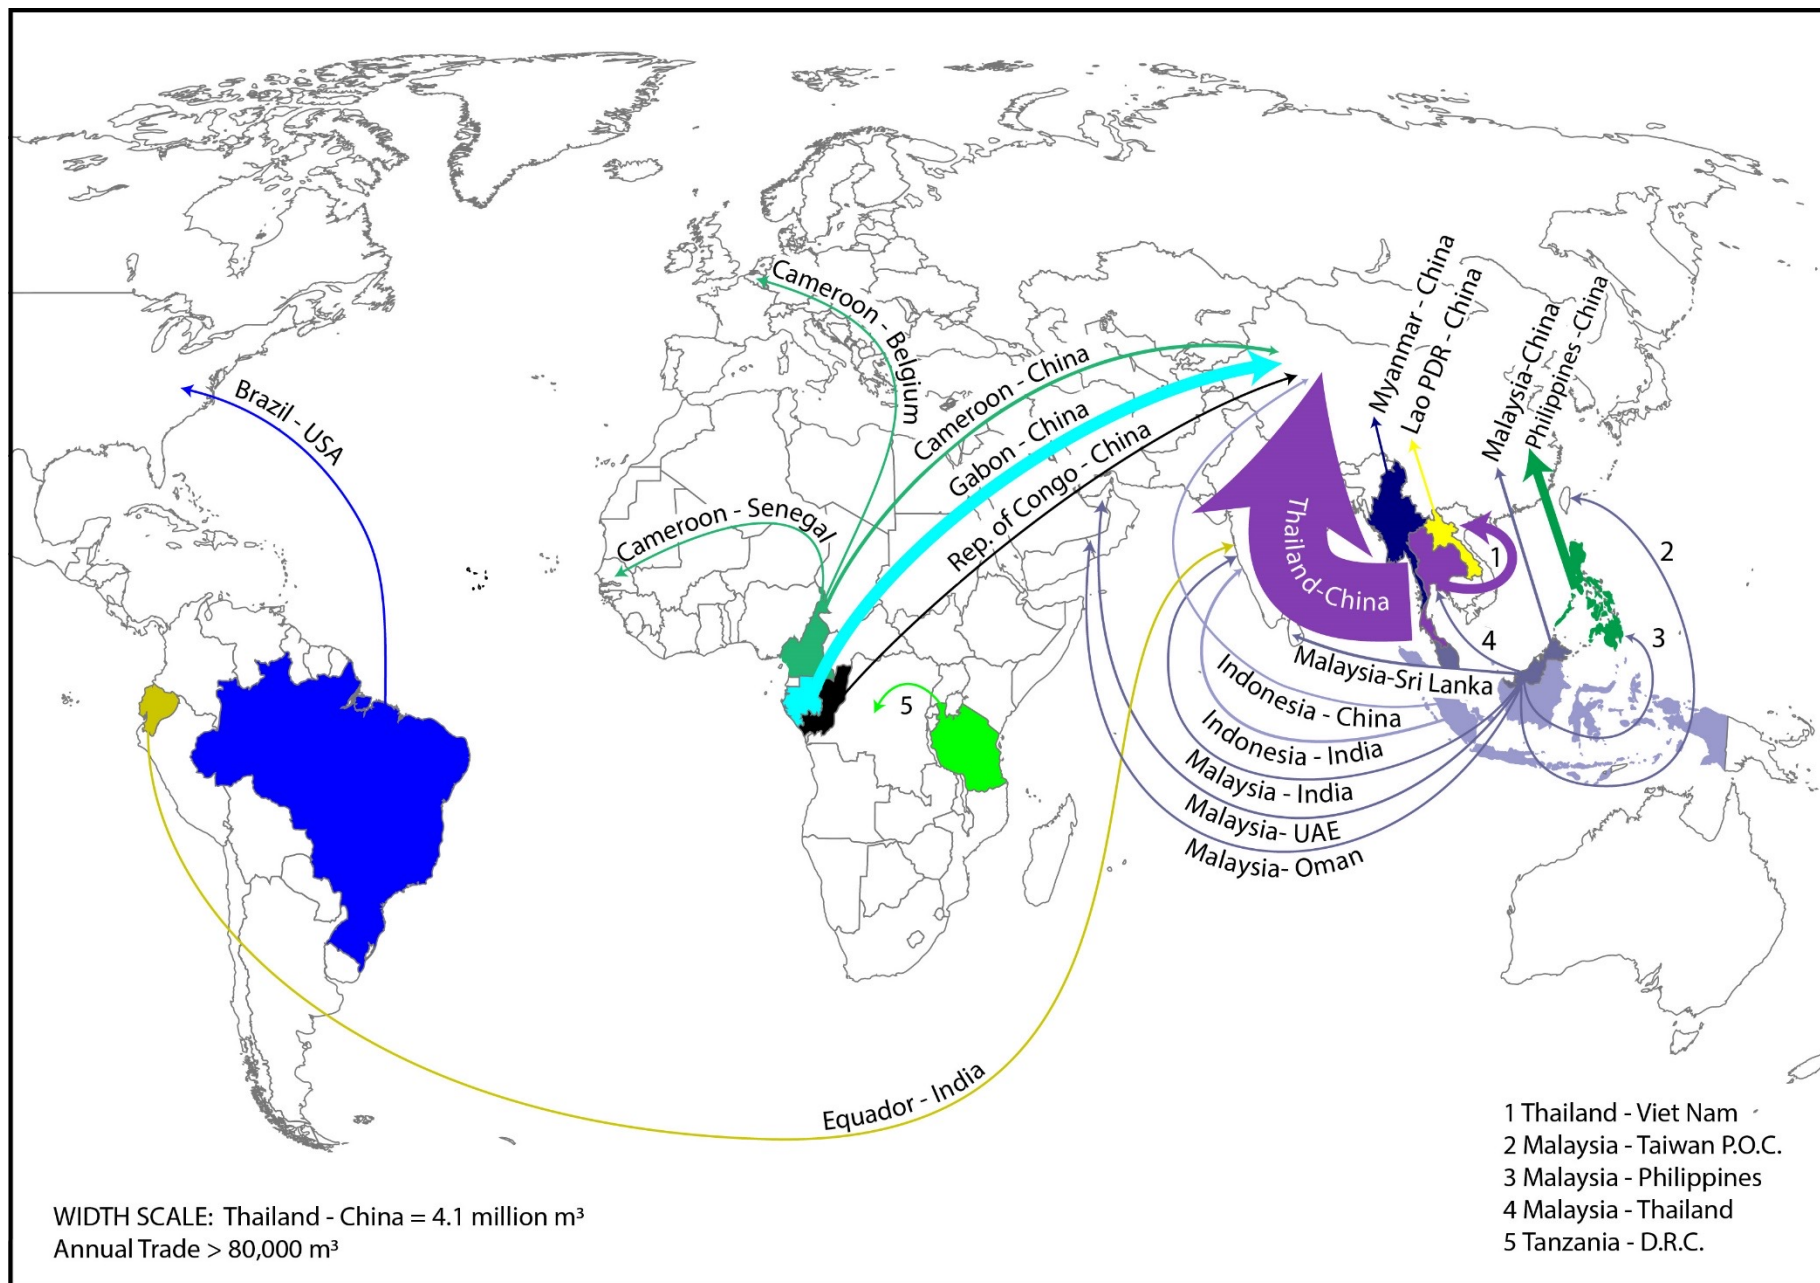 Brazil - USA
Cameroon - Belgium
Cameroon - Senegal
Cameroon - China
Gabon - China
Rep. of Congo - China
Thailand-China
Myanmar - China
Lao PDR - China
Malaysia-China
Philippines -China
1
2
3
4
5
Malaysia-Sri Lanka
Indonesia - China
Indonesia - India
Malaysia - India
Malaysia- UAE
Malaysia- Oman
Equador - India
1 Thailand - Viet Nam
2 Malaysia - Taiwan P.O.C.
3 Malaysia - Philippines
4 Malaysia - Thailand
5 Tanzania - D.R.C.
WIDTH SCALE: Thailand - China = 4.1 million m³
Annual Trade > 80,000 m³